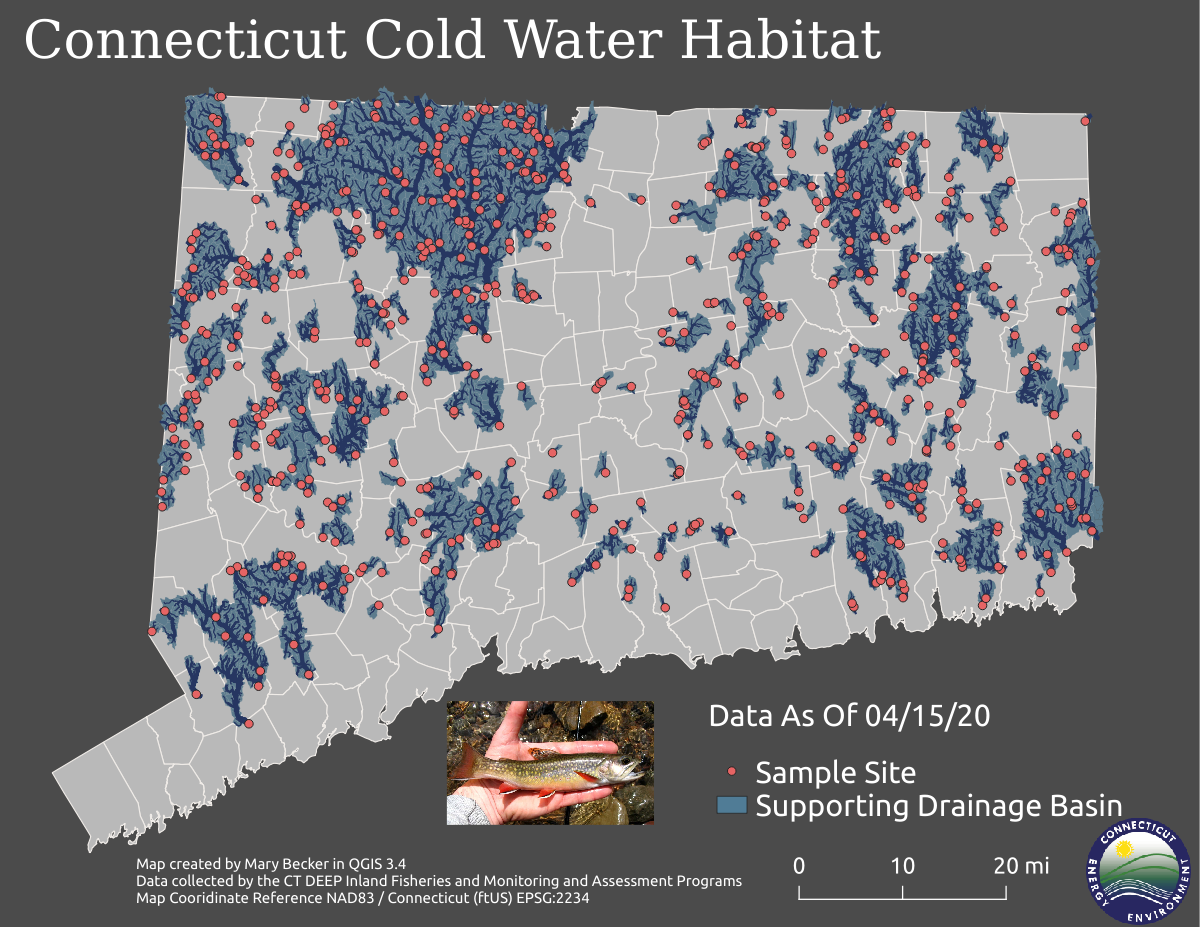 Connecticut Cold Water Habitat
Data As Of 04/15/20
Sample Site
Supporting Drainage Basin
0 10 20 mi
Map created by Mary Becker in QGIS 3.4
Data collected by the CT DEEP Inland Fisheries and Monitoring and Assessment Programs
Map Cooridinate Reference NAD83 / Connecticut (ftUS) EPSG:2234
CONNECTICUT
ENERGY
ENVIRONMENT